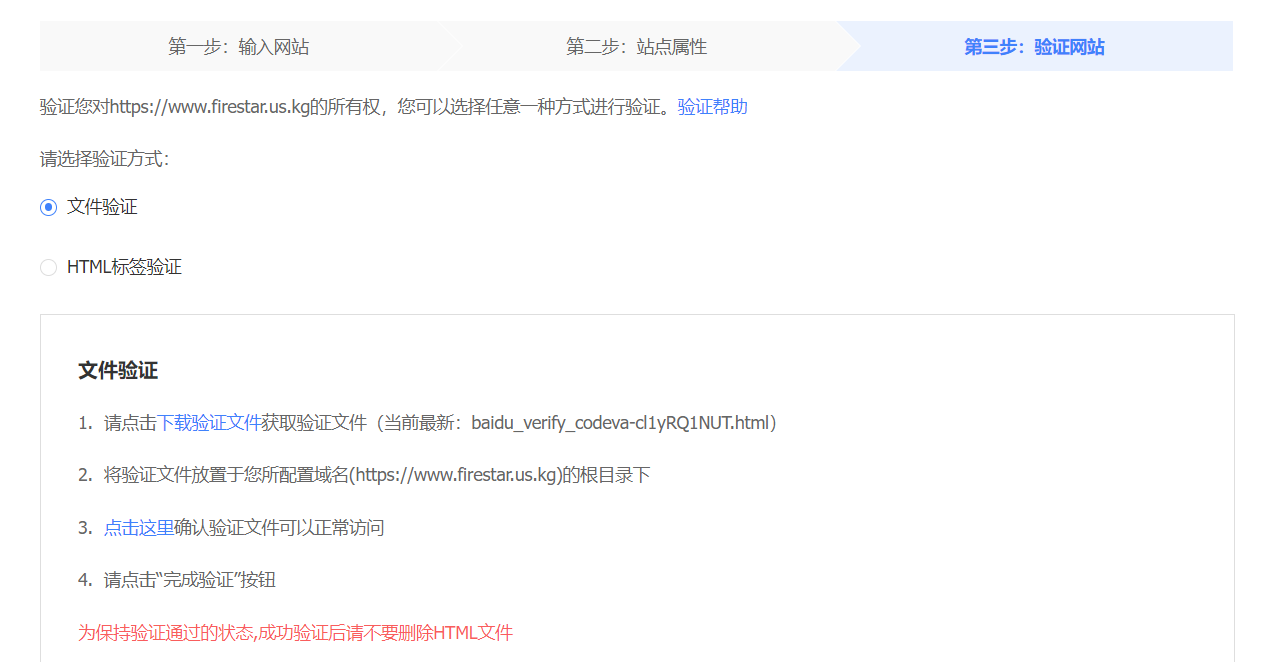 第一步：输入网站
第二步：站点属性
第三步：验证网站
验证您对https://www.firestar.us.kg的所有权，您可以选择任意一种方式进行验证。验证帮助
请选择验证方式：
文件验证
HTML标签验证
文件验证
1. 请点击下载验证文件获取验证文件（当前最新：baidu_verify_codeva-cl1yRQ1NUT.html）
2. 将验证文件放置于您所配置域名(https://www.firestar.us.kg)的根目录下
3. 点击这里确认验证文件可以正常访问
4. 请点击“完成验证”按钮
为保持验证通过的状态,成功验证后请不要删除HTML文件